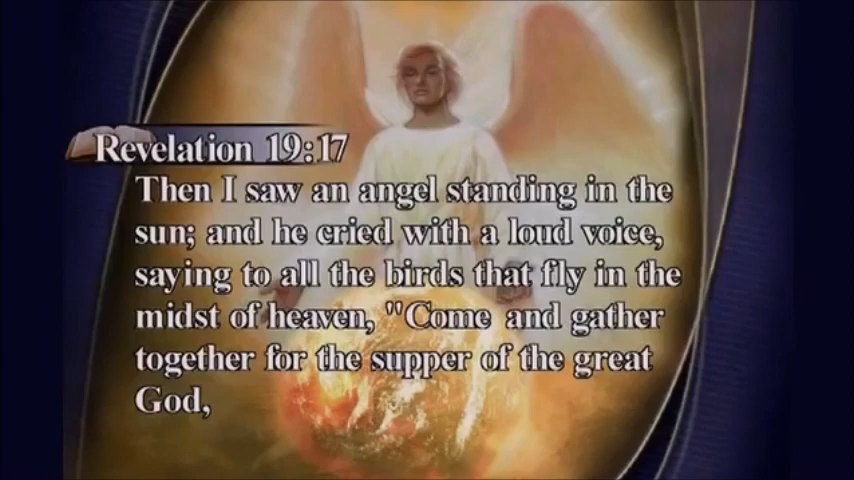 Revelation 19:17
Then I saw an angel standing in the
sun; and he cried with a loud voice,
saying to all the birds that fly in the
midst of heaven, "Come and gather
together for the supper of the great
God,